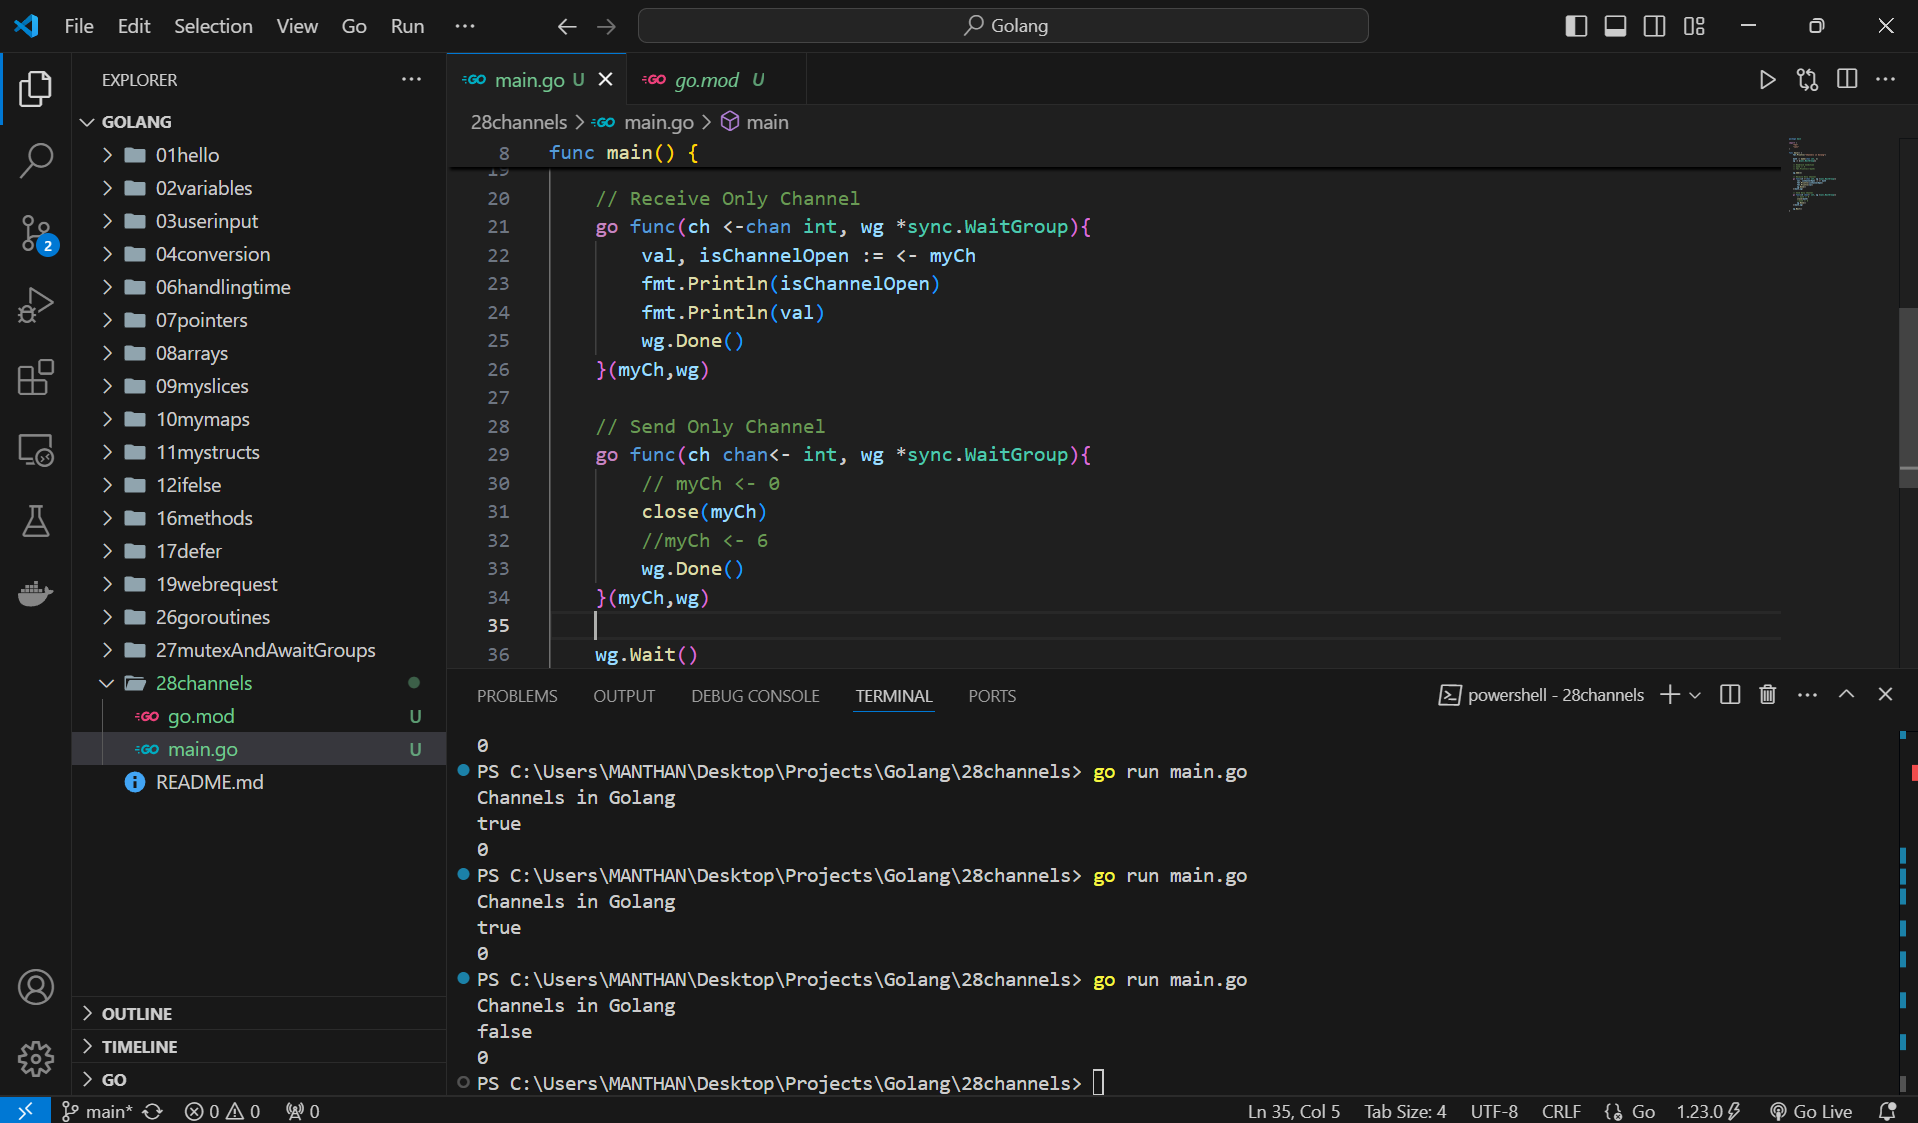 File Edit Selection View Go Run ···
Golang
EXPLORER
GOLANG
01hello
02variables
03userinput
04conversion
06handlingtime
07pointers
08arrays
09myslices
10mymaps
11mystructs
12ifelse
16methods
17defer
19webrequest
26goroutines
27mutexAndAwaitGroups
28channels
go.mod U
main.go U
README.md
OUTLINE
TIMELINE
GO
2
main.go U
go.mod U
28channels > main.go > main
8 func main() {
19
20 // Receive Only Channel
21 go func(ch <-chan int, wg *sync.WaitGroup){
22 val, isChannelOpen := <- myCh
23 fmt.Println(isChannelOpen)
24 fmt.Println(val)
25 wg.Done()
26 }(myCh,wg)
27
28 // Send Only Channel
29 go func(ch chan<- int, wg *sync.WaitGroup){
30 // myCh <- 0
31 close(myCh)
32 //myCh <- 6
33 wg.Done()
34 }(myCh,wg)
35
36 wg.Wait()
PROBLEMS OUTPUT DEBUG CONSOLE TERMINAL PORTS
powershell - 28channels
0
PS C:\Users\MANTHAN\Desktop\Projects\Golang\28channels> go run main.go
Channels in Golang
true
0
PS C:\Users\MANTHAN\Desktop\Projects\Golang\28channels> go run main.go
Channels in Golang
true
0
PS C:\Users\MANTHAN\Desktop\Projects\Golang\28channels> go run main.go
Channels in Golang
false
0
PS C:\Users\MANTHAN\Desktop\Projects\Golang\28channels>
main* 0 0 0
Ln 35, Col 5 Tab Size: 4 UTF-8 CRLF Go 1.23.0 Go Live